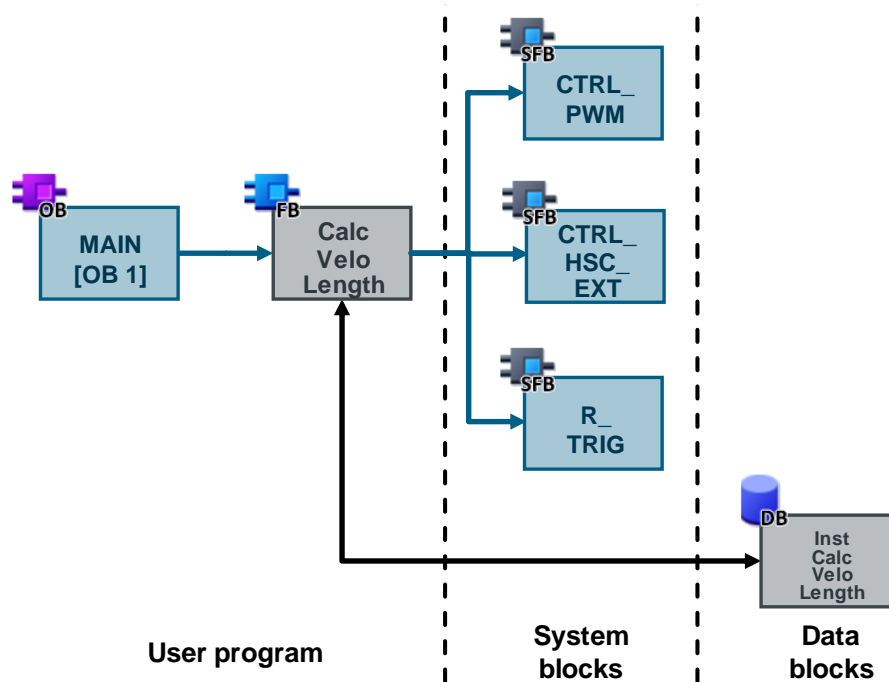 SFB
CTRL_
PWM
OB
MAIN
[OB 1]
FB
Calc
Velo
Length
SFB
CTRL_
HSC_
EXT
SFB
R_
TRIG
DB
Inst
Calc
Velo
Length
User program
System
blocks
Data
blocks